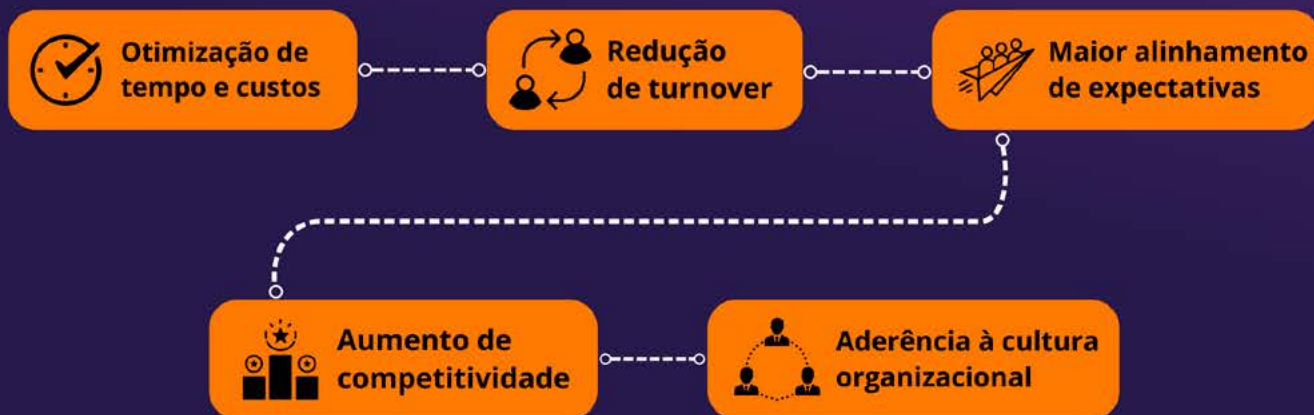 Otimização de
tempo e custos
Redução
de turnover
Maior alinhamento
de expectativas
Aumento de
competitividade
Aderência à cultura
organizacional